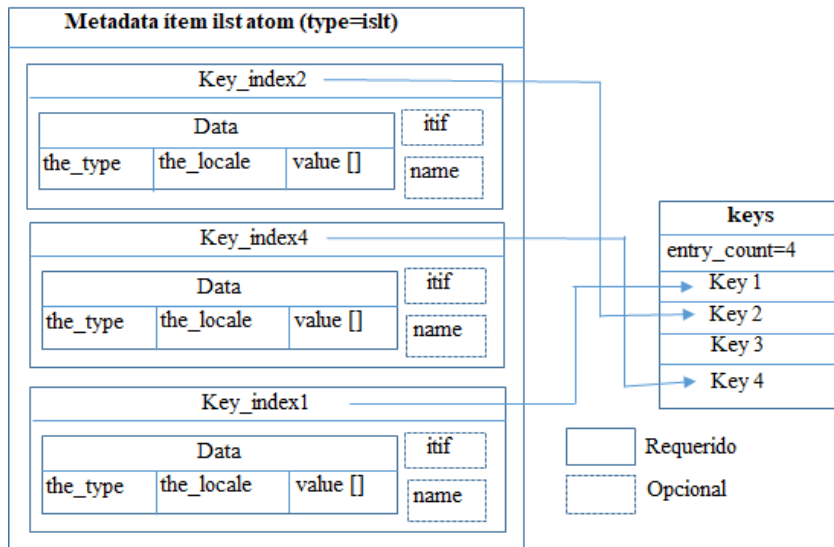 Metadata ítem ilst atom (type=islt)
Key_index2
Data
the_type the_locale value []
itif
name
Key_index4
Data
the_type the_locale value []
itif
name
Key_index1
Data
the_type the_locale value []
itif
name
keys
entry_count=4
Key 1
Key 2
Key 3
Key 4
Requerido
Opcional